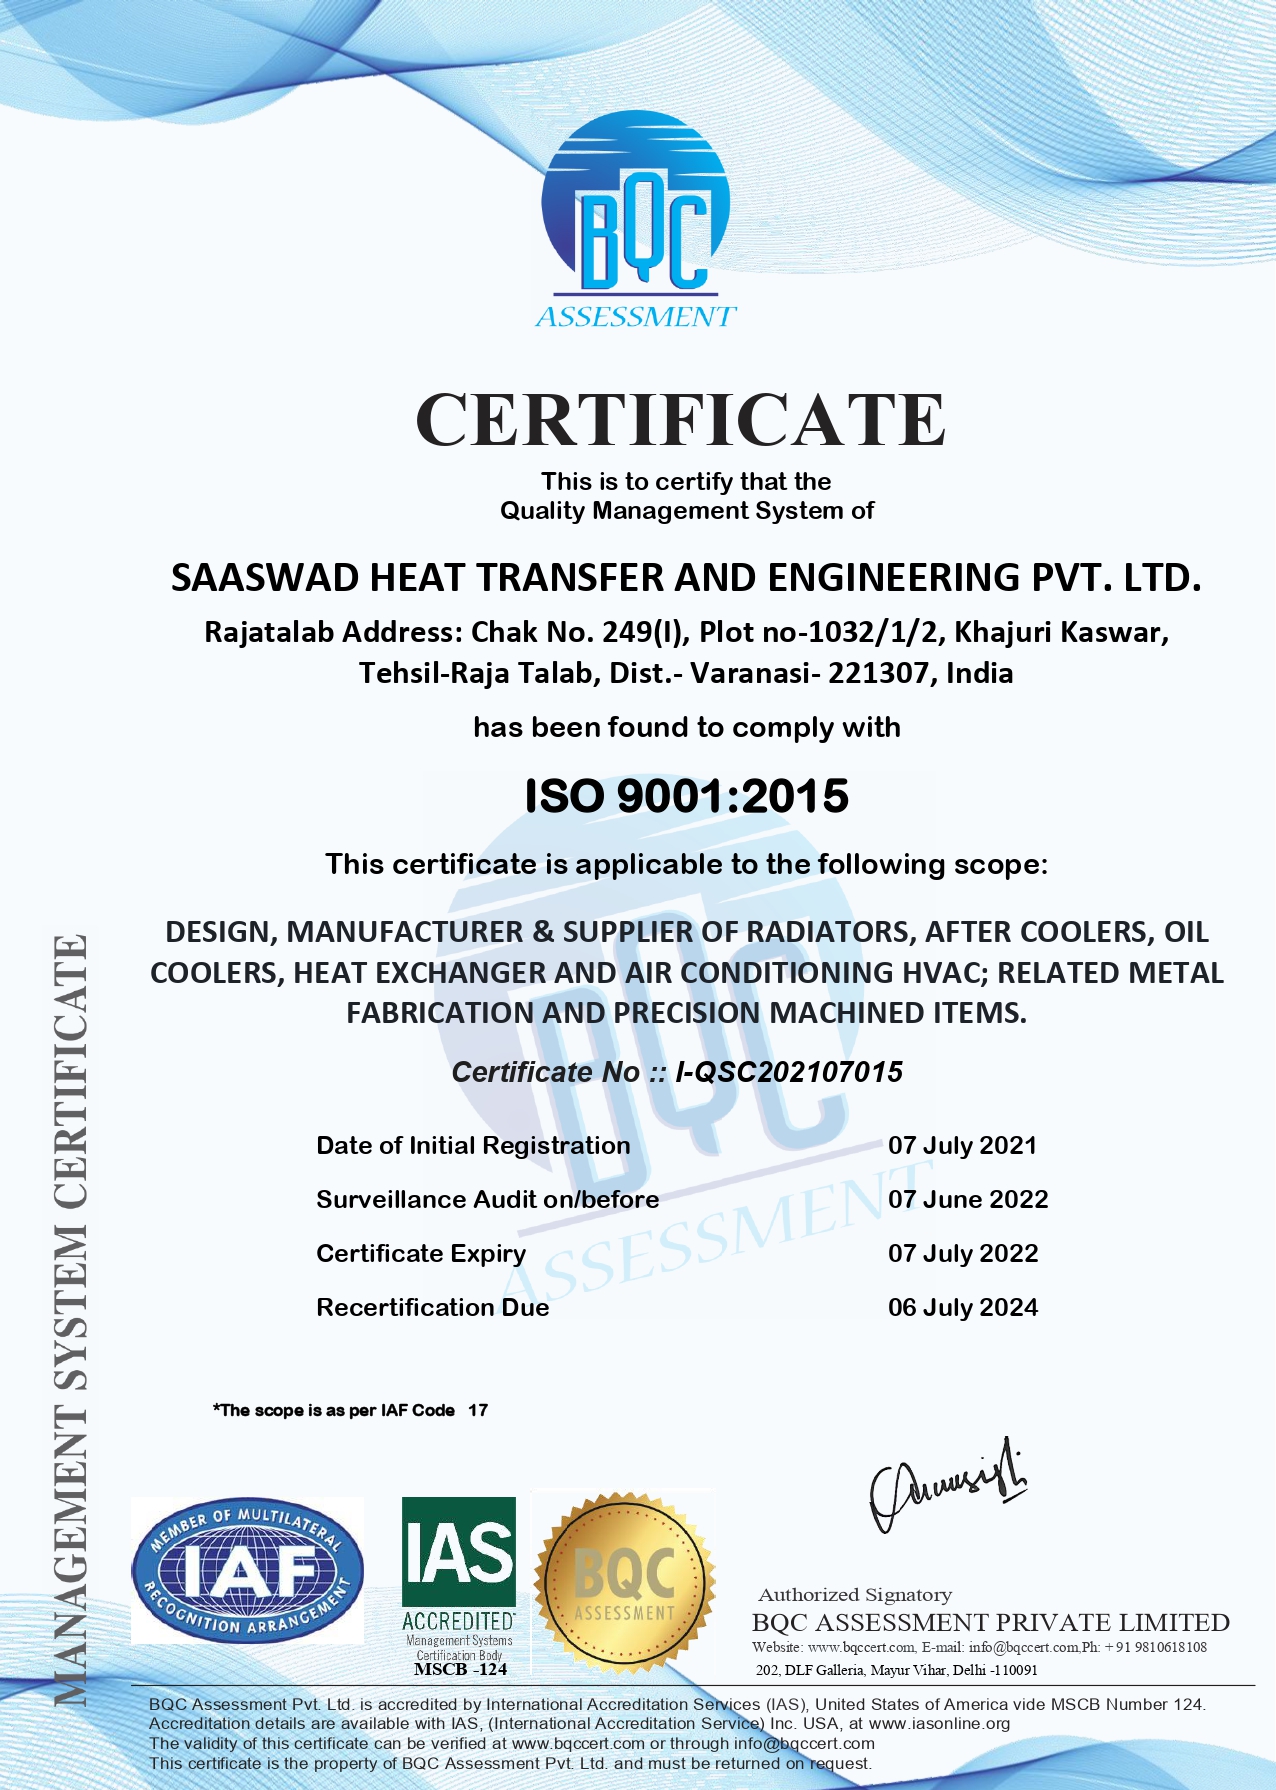 BQC
ASSESSMENT
CERTIFICATE
This is to certify that the
Quality Management System of
SAASWAD HEAT TRANSFER AND ENGINEERING PVT. LTD.
Rajatalab Address: Chak No. 249(I), Plot no-1032/1/2, Khajuri Kaswar,
Tehsil-Raja Talab, Dist.- Varanasi- 221307, India
has been found to comply with
ISO 9001:2015
This certificate is applicable to the following scope:
DESIGN, MANUFACTURER & SUPPLIER OF RADIATORS, AFTER COOLERS, OIL
COOLERS, HEAT EXCHANGER AND AIR CONDITIONING HVAC; RELATED METAL
FABRICATION AND PRECISION MACHINED ITEMS.
Certificate No :: I-QSC202107015
Date of Initial Registration 07 July 2021
Surveillance Audit on/before 07 June 2022
Certificate Expiry 07 July 2022
Recertification Due 06 July 2024
BQC
ASSESSMENT
MANAGEMENT SYSTEM CERTIFICATE
*The scope is as per IAF Code 17
MEMBER OF MULTILATERAL
IAF
RECOGNITION ARRANGEMENT
IAS
ACCREDITED
Management Systems
Certification Body
MSCB -124
BQC
ASSESSMENT
Authorized Signatory
BQC ASSESSMENT PRIVATE LIMITED
Website: www.bqccert.com, E-mail: info@bqccert.com,Ph: +91 9810618108
202, DLF Galleria, Mayur Vihar, Delhi -110091
BQC Assessment Pvt. Ltd. is accredited by International Accreditation Services (IAS), United States of America vide MSCB Number 124.
Accreditation details are available with IAS, (International Accreditation Service) Inc. USA, at www.iasonline.org
The validity of this certificate can be verified at www.bqccert.com or through info@bqccert.com
This certificate is the property of BQC Assessment Pvt. Ltd. and must be returned on request.